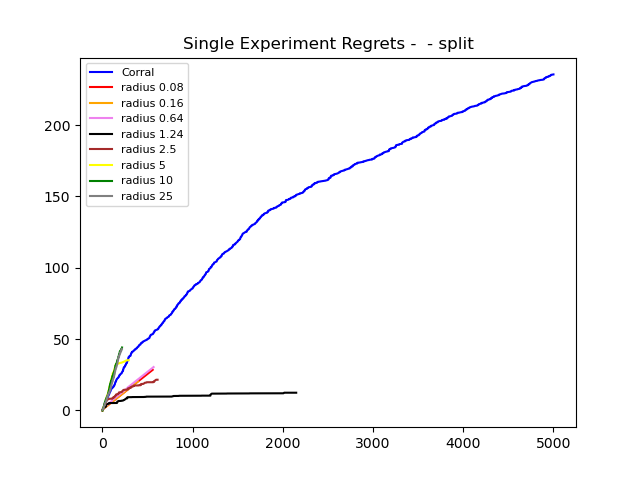 Single Experiment Regrets -  - split
Corral
radius 0.08
radius 0.16
radius 0.64
radius 1.24
radius 2.5
radius 5
radius 10
radius 25
200
150
100
50
0
0 1000 2000 3000 4000 5000